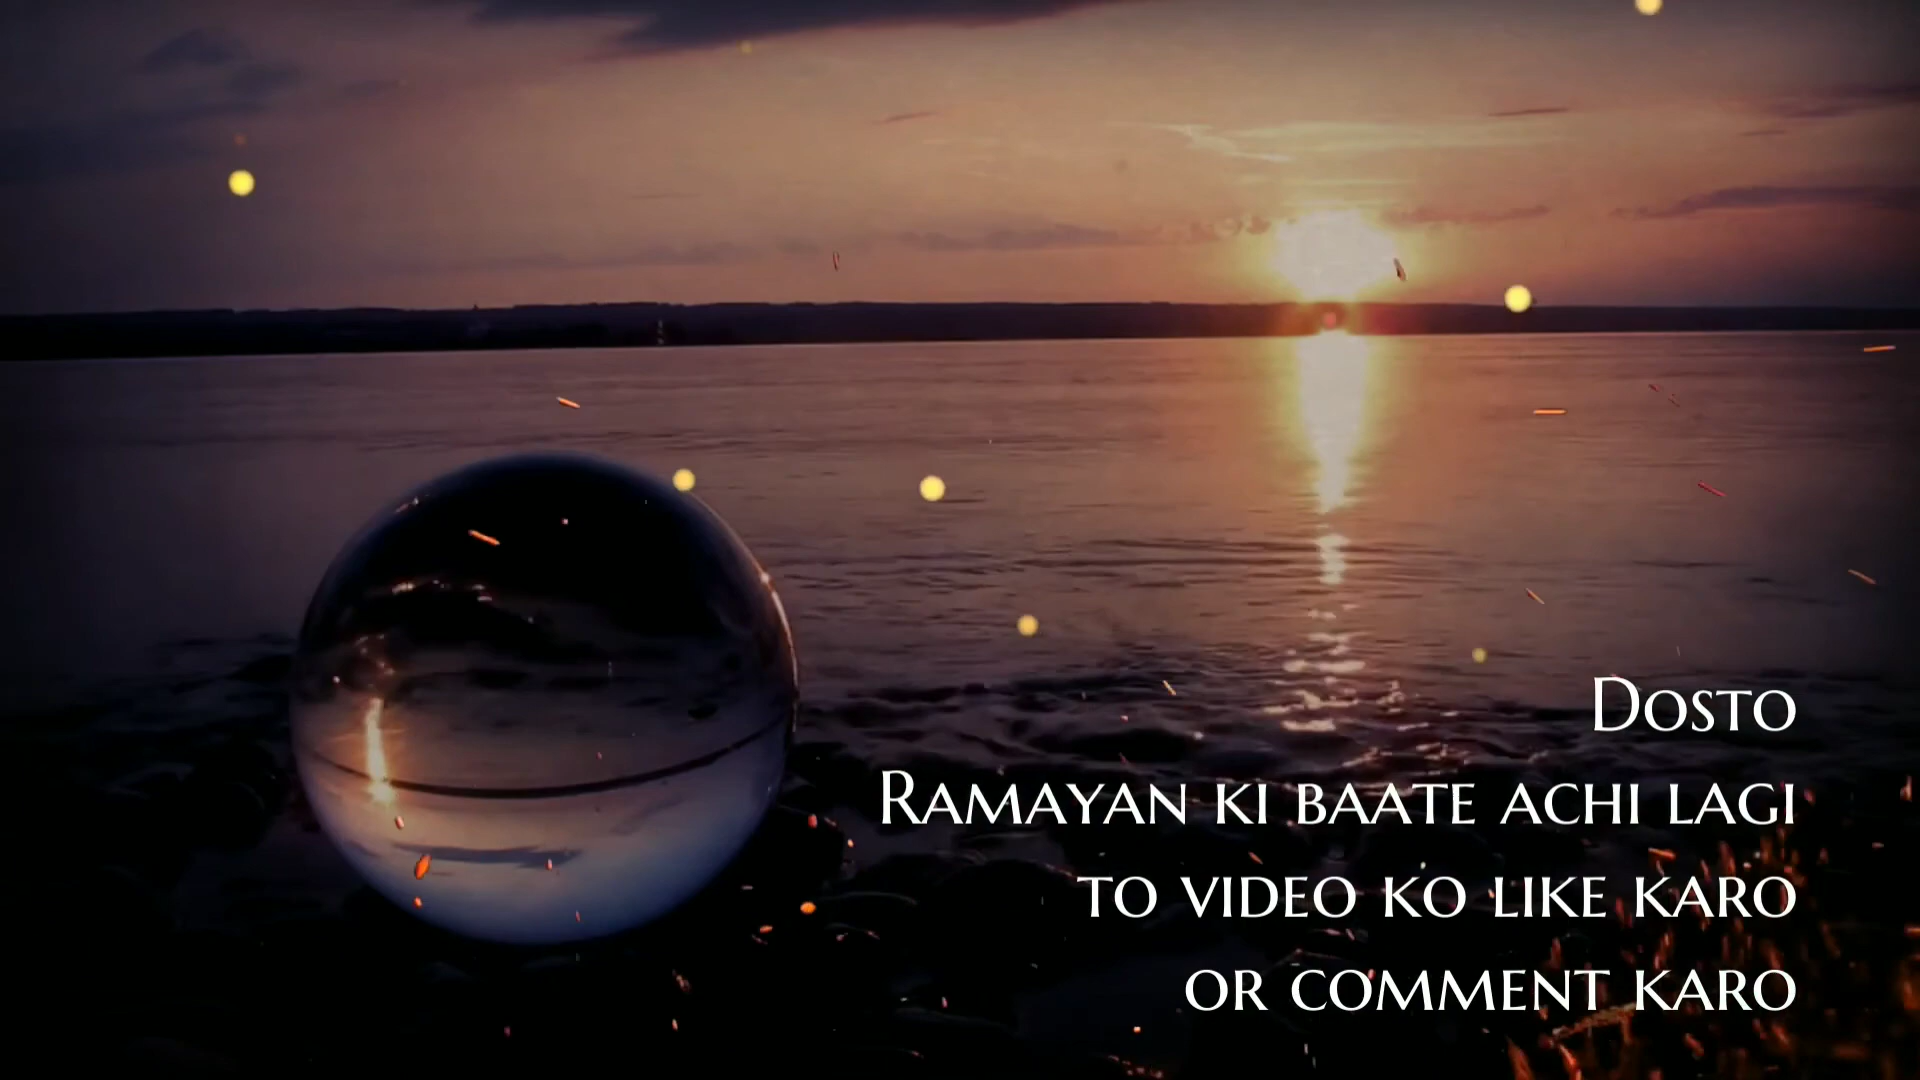 Dosto
Ramayan ki baate achi lagi
to video ko like karo
or comment karo